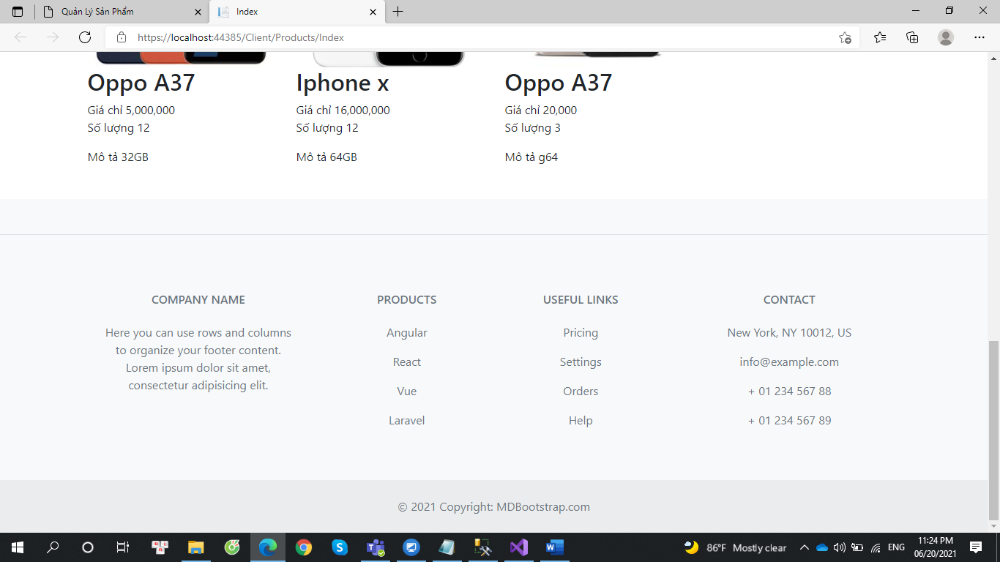 Quản Lý Sản Phẩm
Index
https://localhost:44385/Client/Products/Index
Oppo A37
Giá chỉ 5,000,000
Số lượng 12
Mô tả 32GB
Iphone x
Giá chỉ 16,000,000
Số lượng 12
Mô tả 64GB
Oppo A37
Giá chỉ 20,000
Số lượng 3
Mô tả g64
COMPANY NAME
Here you can use rows and columns
to organize your footer content.
Lorem ipsum dolor sit amet,
consectetur adipisicing elit.
PRODUCTS
Angular
React
Vue
Laravel
USEFUL LINKS
Pricing
Settings
Orders
Help
CONTACT
New York, NY 10012, US
info@example.com
+ 01 234 567 88
+ 01 234 567 89
© 2021 Copyright: MDBootstrap.com
86°F Mostly clear
ENG
11:24 PM
06/20/2021